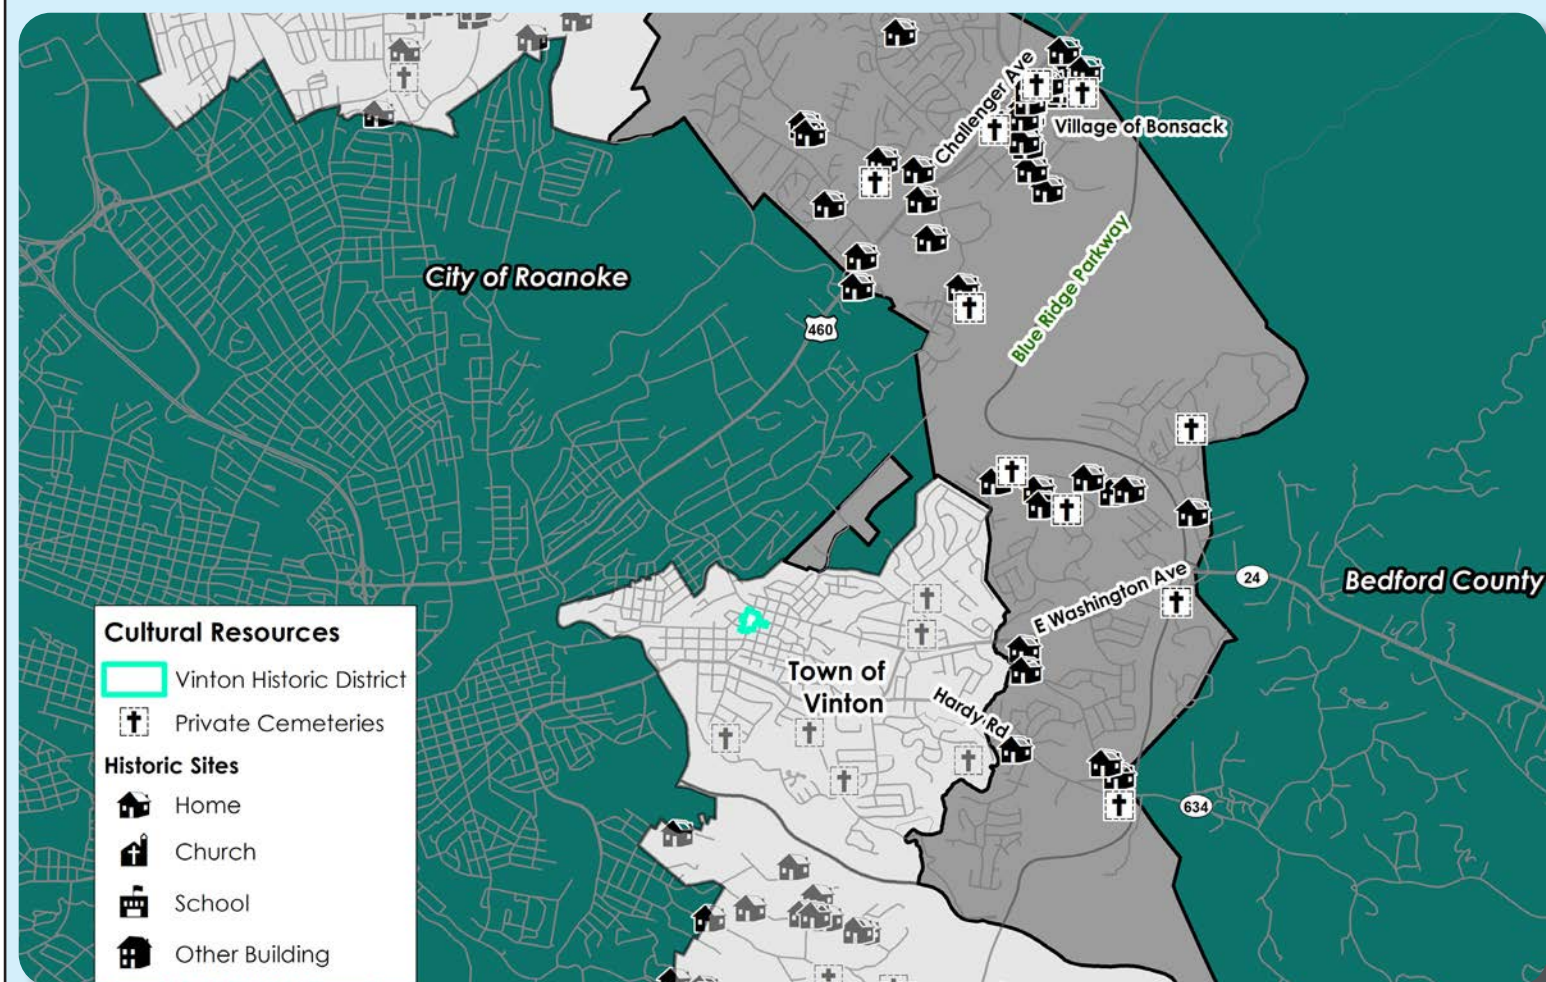 Challenger Ave
Village of Bonsack
City of Roanoke
Blue Ridge Parkway
460
E Washington Ave
24
Bedford County
Town of
Vinton
Hardy Rd
634
Cultural Resources
Vinton Historic District
Private Cemeteries
Historic Sites
Home
Church
School
Other Building